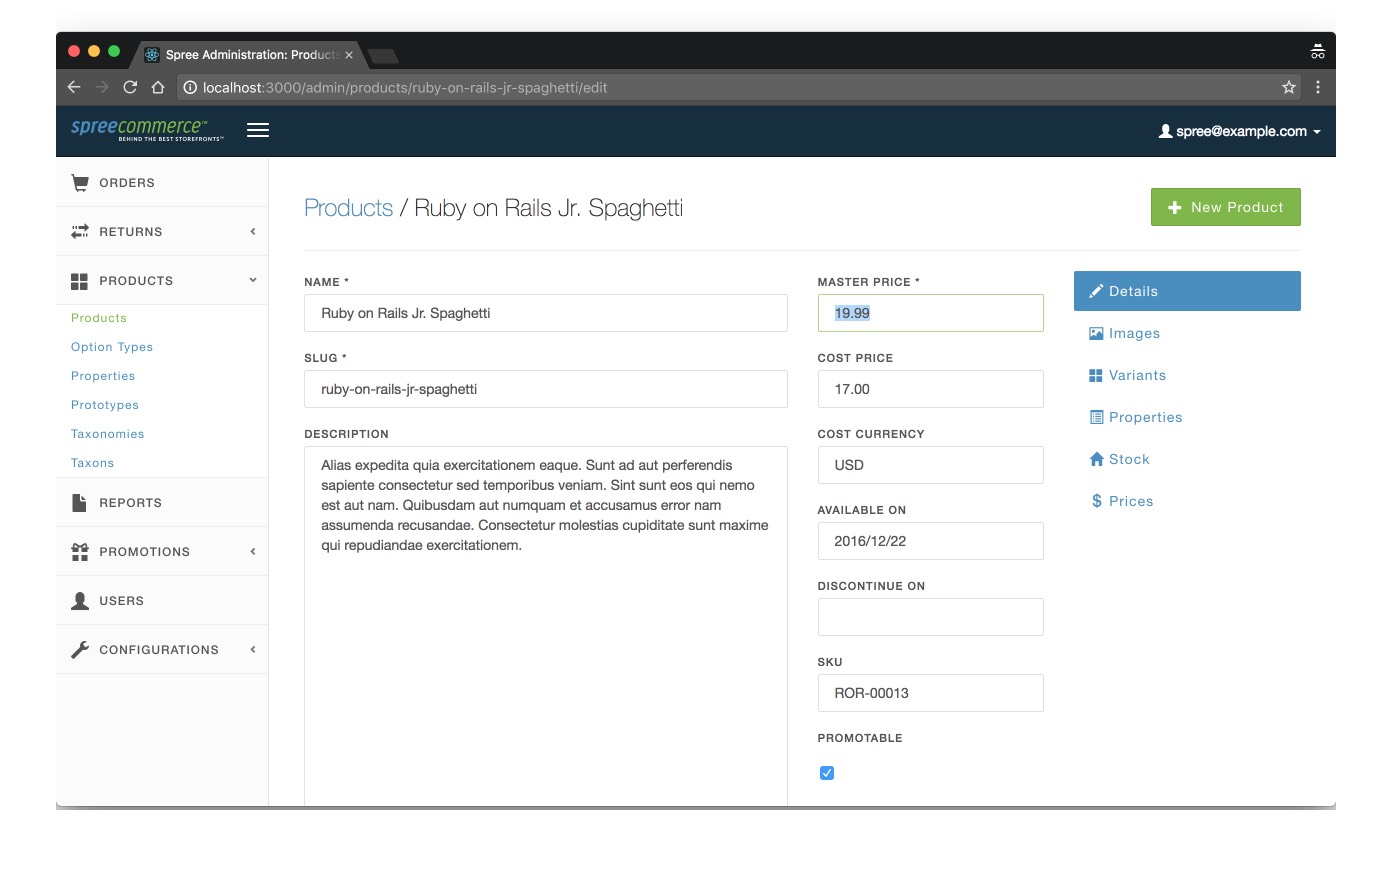 Spree Administration: Product
localhost:3000/admin/products/ruby-on-rails-jr-spaghetti/edit
spreecommerce™
BEHIND THE BEST STOREFRONTS™
spree@example.com
ORDERS
RETURNS
PRODUCTS
Products
Option Types
Properties
Prototypes
Taxonomies
Taxons
REPORTS
PROMOTIONS
USERS
CONFIGURATIONS
Products / Ruby on Rails Jr. Spaghetti
New Product
NAME *
Ruby on Rails Jr. Spaghetti
SLUG *
ruby-on-rails-jr-spaghetti
DESCRIPTION
Alias expedita quia exercitationem eaque. Sunt ad aut perferendis
sapiente consectetur sed temporibus veniam. Sint sunt eos qui nemo
est aut nam. Quibusdam aut numquam et accusamus error nam
assumenda recusandae. Consectetur molestias cupiditate sunt maxime
qui repudiandae exercitationem.
MASTER PRICE *
19.99
COST PRICE
17.00
COST CURRENCY
USD
AVAILABLE ON
2016/12/22
DISCONTINUE ON
SKU
ROR-00013
PROMOTABLE
Details
Images
Variants
Properties
Stock
$ Prices